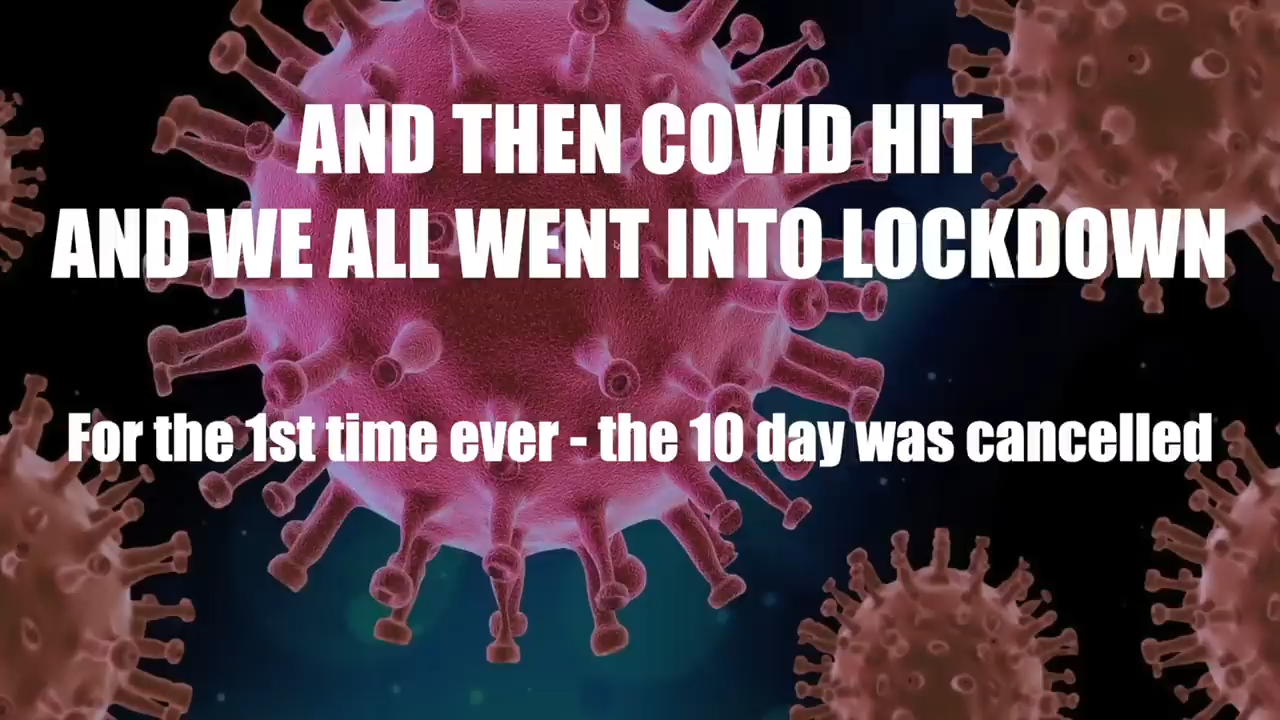 AND THEN COVID HIT
AND WE ALL WENT INTO LOCKDOWN
For the 1st time ever - the 10 day was cancelled